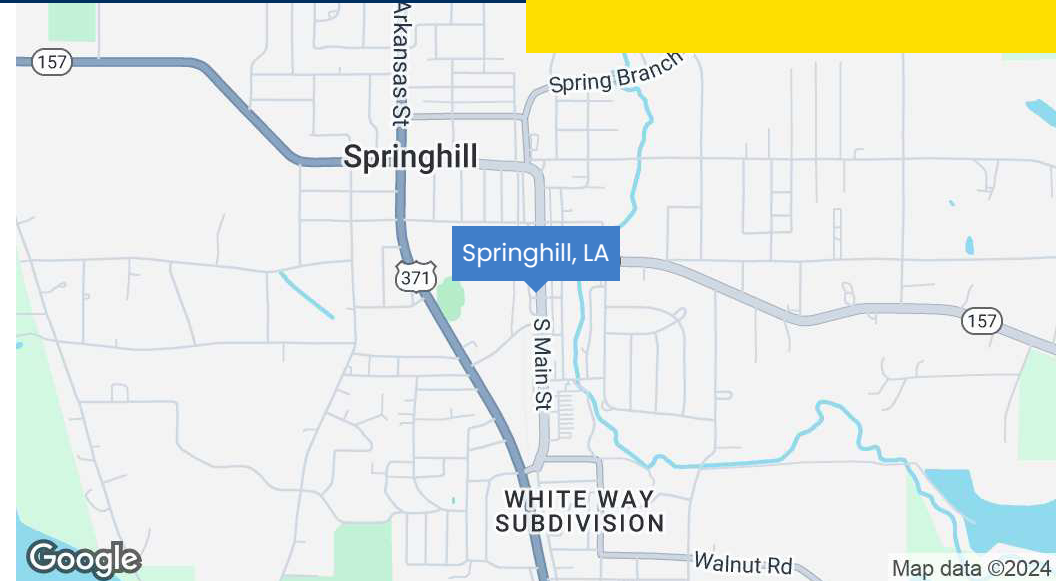 Arkansas St
157
Spring Branch
Springhill
Springhill, LA
371
157
S Main St
WHITE WAY
SUBDIVISION
Walnut Rd
Google
Map data ©2024